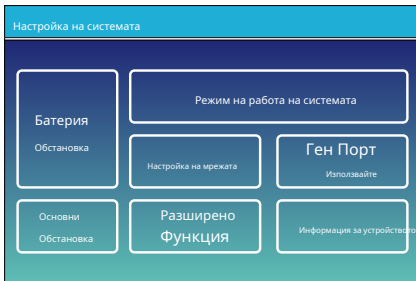 Настройка на системата
Режим на работа на системата
Батерия
Обстановка
Настройка на мрежата
Ген Порт
Използвайте
Основни
Обстановка
Разширено
Функция
Информация за устройството